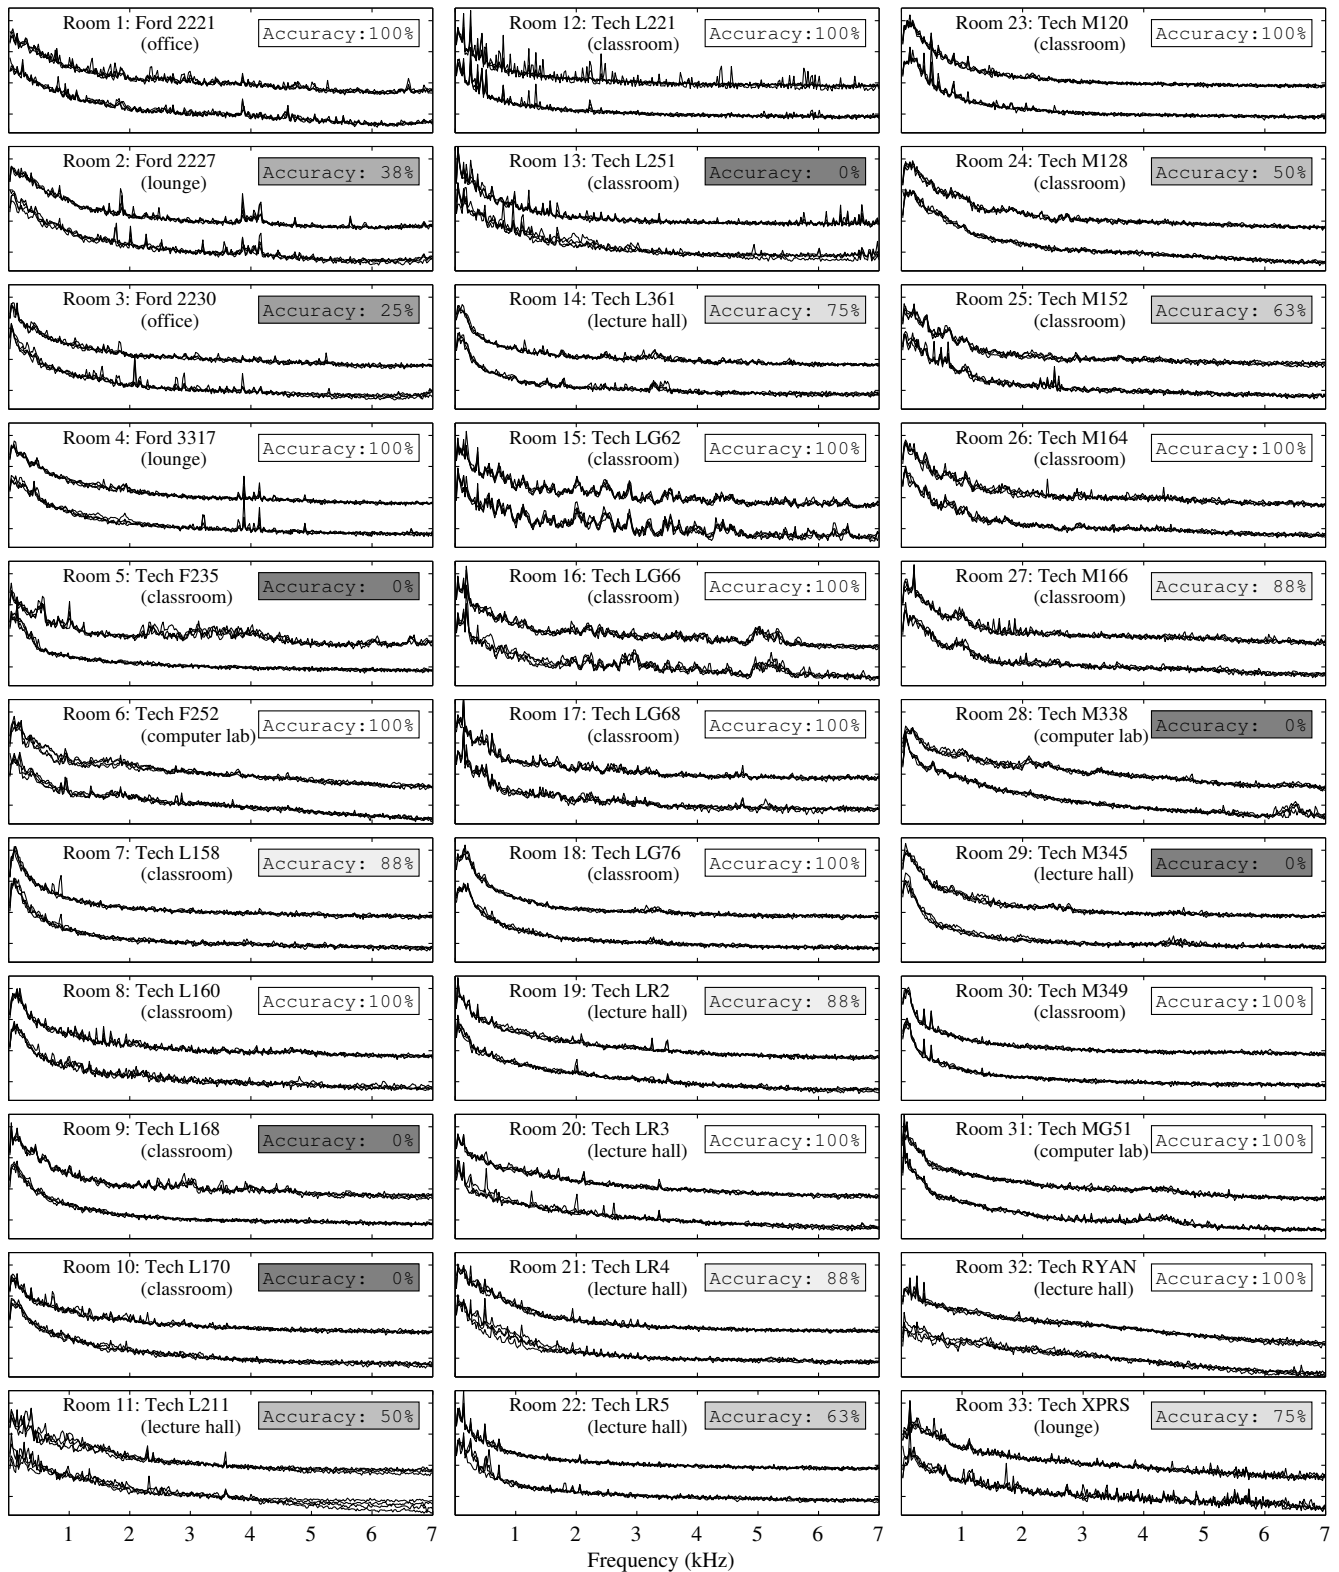 Room 1: Ford 2221
(office)
Accuracy:100%
Room 2: Ford 2227
(lounge)
Accuracy: 38%
Room 3: Ford 2230
(office)
Accuracy: 25%
Room 4: Ford 3317
(lounge)
Accuracy:100%
Room 5: Tech F235
(classroom)
Accuracy: 0%
Room 6: Tech F252
(computer lab)
Accuracy:100%
Room 7: Tech L158
(classroom)
Accuracy: 88%
Room 8: Tech L160
(classroom)
Accuracy:100%
Room 9: Tech L168
(classroom)
Accuracy: 0%
Room 10: Tech L170
(classroom)
Accuracy: 0%
Room 11: Tech L211
(lecture hall)
Accuracy: 50%
1 2 3 4 5 6 7
Room 12: Tech L221
(classroom)
Accuracy:100%
Room 13: Tech L251
(classroom)
Accuracy: 0%
Room 14: Tech L361
(lecture hall)
Accuracy: 75%
Room 15: Tech LG62
(classroom)
Accuracy:100%
Room 16: Tech LG66
(classroom)
Accuracy:100%
Room 17: Tech LG68
(classroom)
Accuracy:100%
Room 18: Tech LG76
(classroom)
Accuracy:100%
Room 19: Tech LR2
(lecture hall)
Accuracy: 88%
Room 20: Tech LR3
(lecture hall)
Accuracy:100%
Room 21: Tech LR4
(lecture hall)
Accuracy: 88%
Room 22: Tech LR5
(lecture hall)
Accuracy: 63%
1 2 3 4 5 6 7
Frequency (kHz)
Room 23: Tech M120
(classroom)
Accuracy:100%
Room 24: Tech M128
(classroom)
Accuracy: 50%
Room 25: Tech M152
(classroom)
Accuracy: 63%
Room 26: Tech M164
(classroom)
Accuracy:100%
Room 27: Tech M166
(classroom)
Accuracy: 88%
Room 28: Tech M338
(computer lab)
Accuracy: 0%
Room 29: Tech M345
(lecture hall)
Accuracy: 0%
Room 30: Tech M349
(classroom)
Accuracy:100%
Room 31: Tech MG51
(computer lab)
Accuracy:100%
Room 32: Tech RYAN
(lecture hall)
Accuracy:100%
Room 33: Tech XPRS
(lounge)
Accuracy: 75%
1 2 3 4 5 6 7